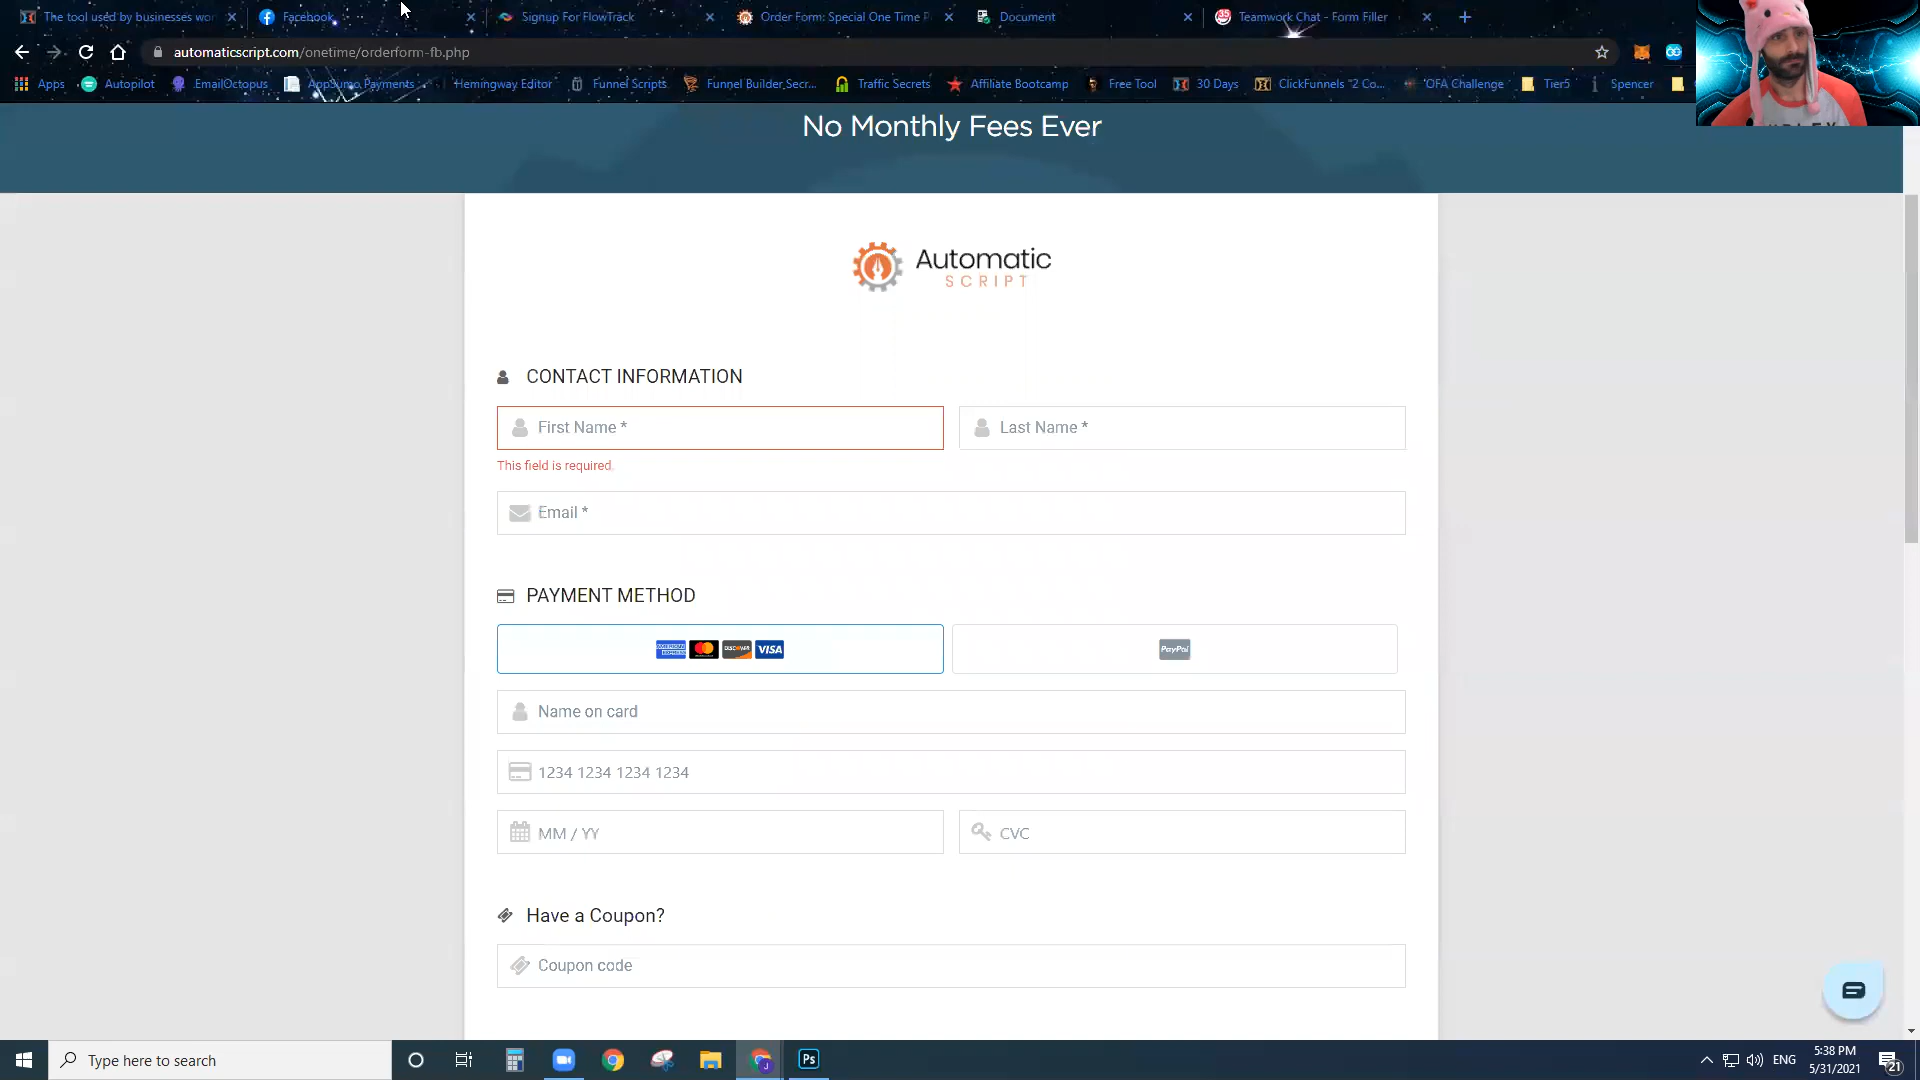 The tool used by businesses wor
Facebook
Signup For FlowTrack
Order Form: Special One Time P
Document
Teamwork Chat - Form Filler
automaticscript.com/onetime/orderform-fb.php
Apps
Autopilot
EmailOctopus
AppSumo Payments
Hemingway Editor
Funnel Scripts
Funnel Builder Secr...
Traffic Secrets
Affiliate Bootcamp
Free Tool
30 Days
ClickFunnels "2 Co...
'OFA Challenge
Tier5
Spencer
No Monthly Fees Ever
Automatic
SCRIPT
CONTACT INFORMATION
First Name *
Last Name *
This field is required.
Email *
PAYMENT METHOD
AMERICAN EXPRESS
DISCOVER
VISA
PayPal
Name on card
1234 1234 1234 1234
MM / YY
CVC
Have a Coupon?
Coupon code
Type here to search
J
Ps
ENG
5:38 PM
5/31/2021
21